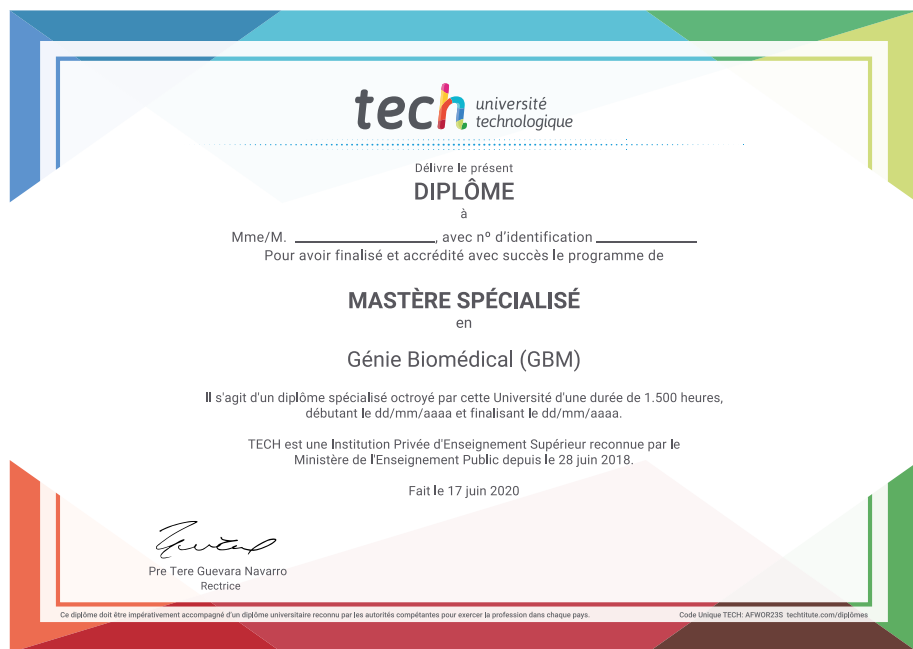 tech université
technologique
Délivre le présent
DIPLÔME
à
Mme/M. ____________, avec nº d'identification ____________
Pour avoir finalisé et accrédité avec succès le programme de
MASTÈRE SPÉCIALISÉ
en
Génie Biomédical (GBM)
Il s'agit d'un diplôme spécialisé octroyé par cette Université d'une durée de 1.500 heures,
débutant le dd/mm/aaaa et finalisant le dd/mm/aaaa.
TECH est une Institution Privée d'Enseignement Supérieur reconnue par le
Ministère de l'Enseignement Public depuis le 28 juin 2018.
Fait le 17 juin 2020
Pre Tere Guevara Navarro
Rectrice
Ce diplôme doit être impérativement accompagné d'un diplôme universitaire reconnu par les autorités compétantes pour exercer la profession dans chaque pays.
Code Unique TECH: AFWOR23S techtitute.com/diplômes